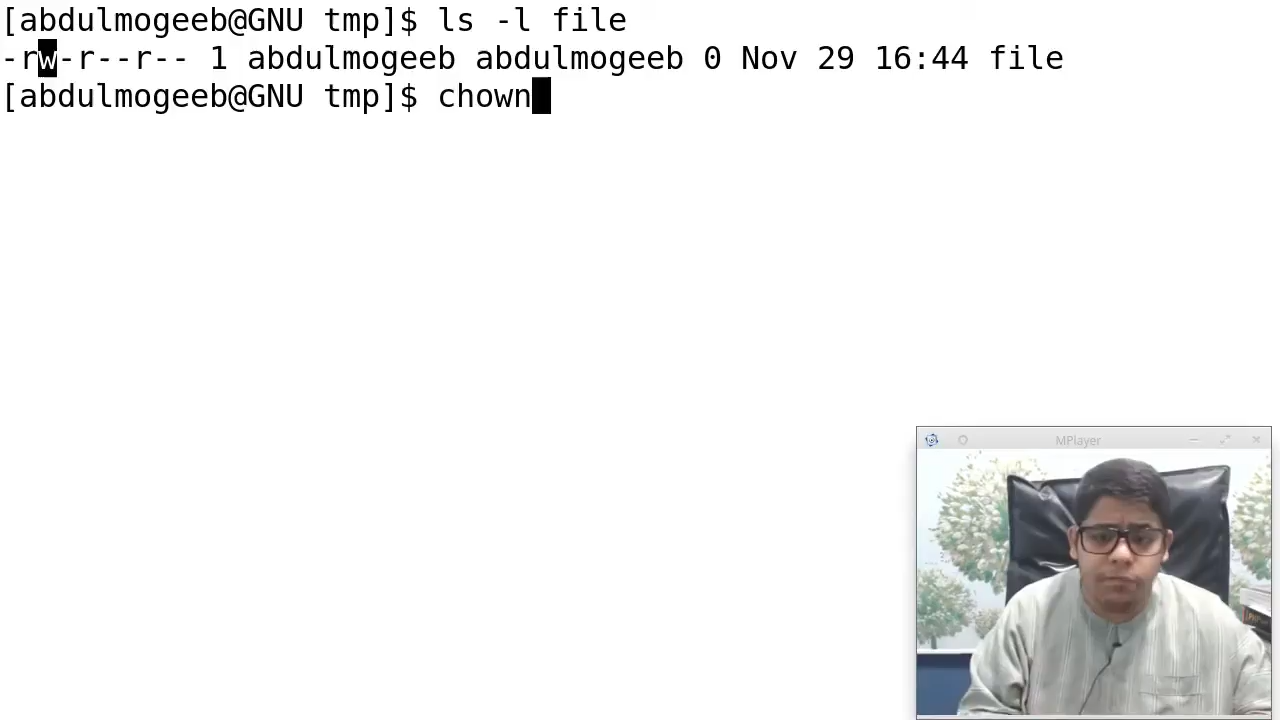 [abdulmogeeb@GNU tmp]$ ls -l file
-rw-r--r-- 1 abdulmogeeb abdulmogeeb 0 Nov 29 16:44 file
[abdulmogeeb@GNU tmp]$ chown
MPlayer